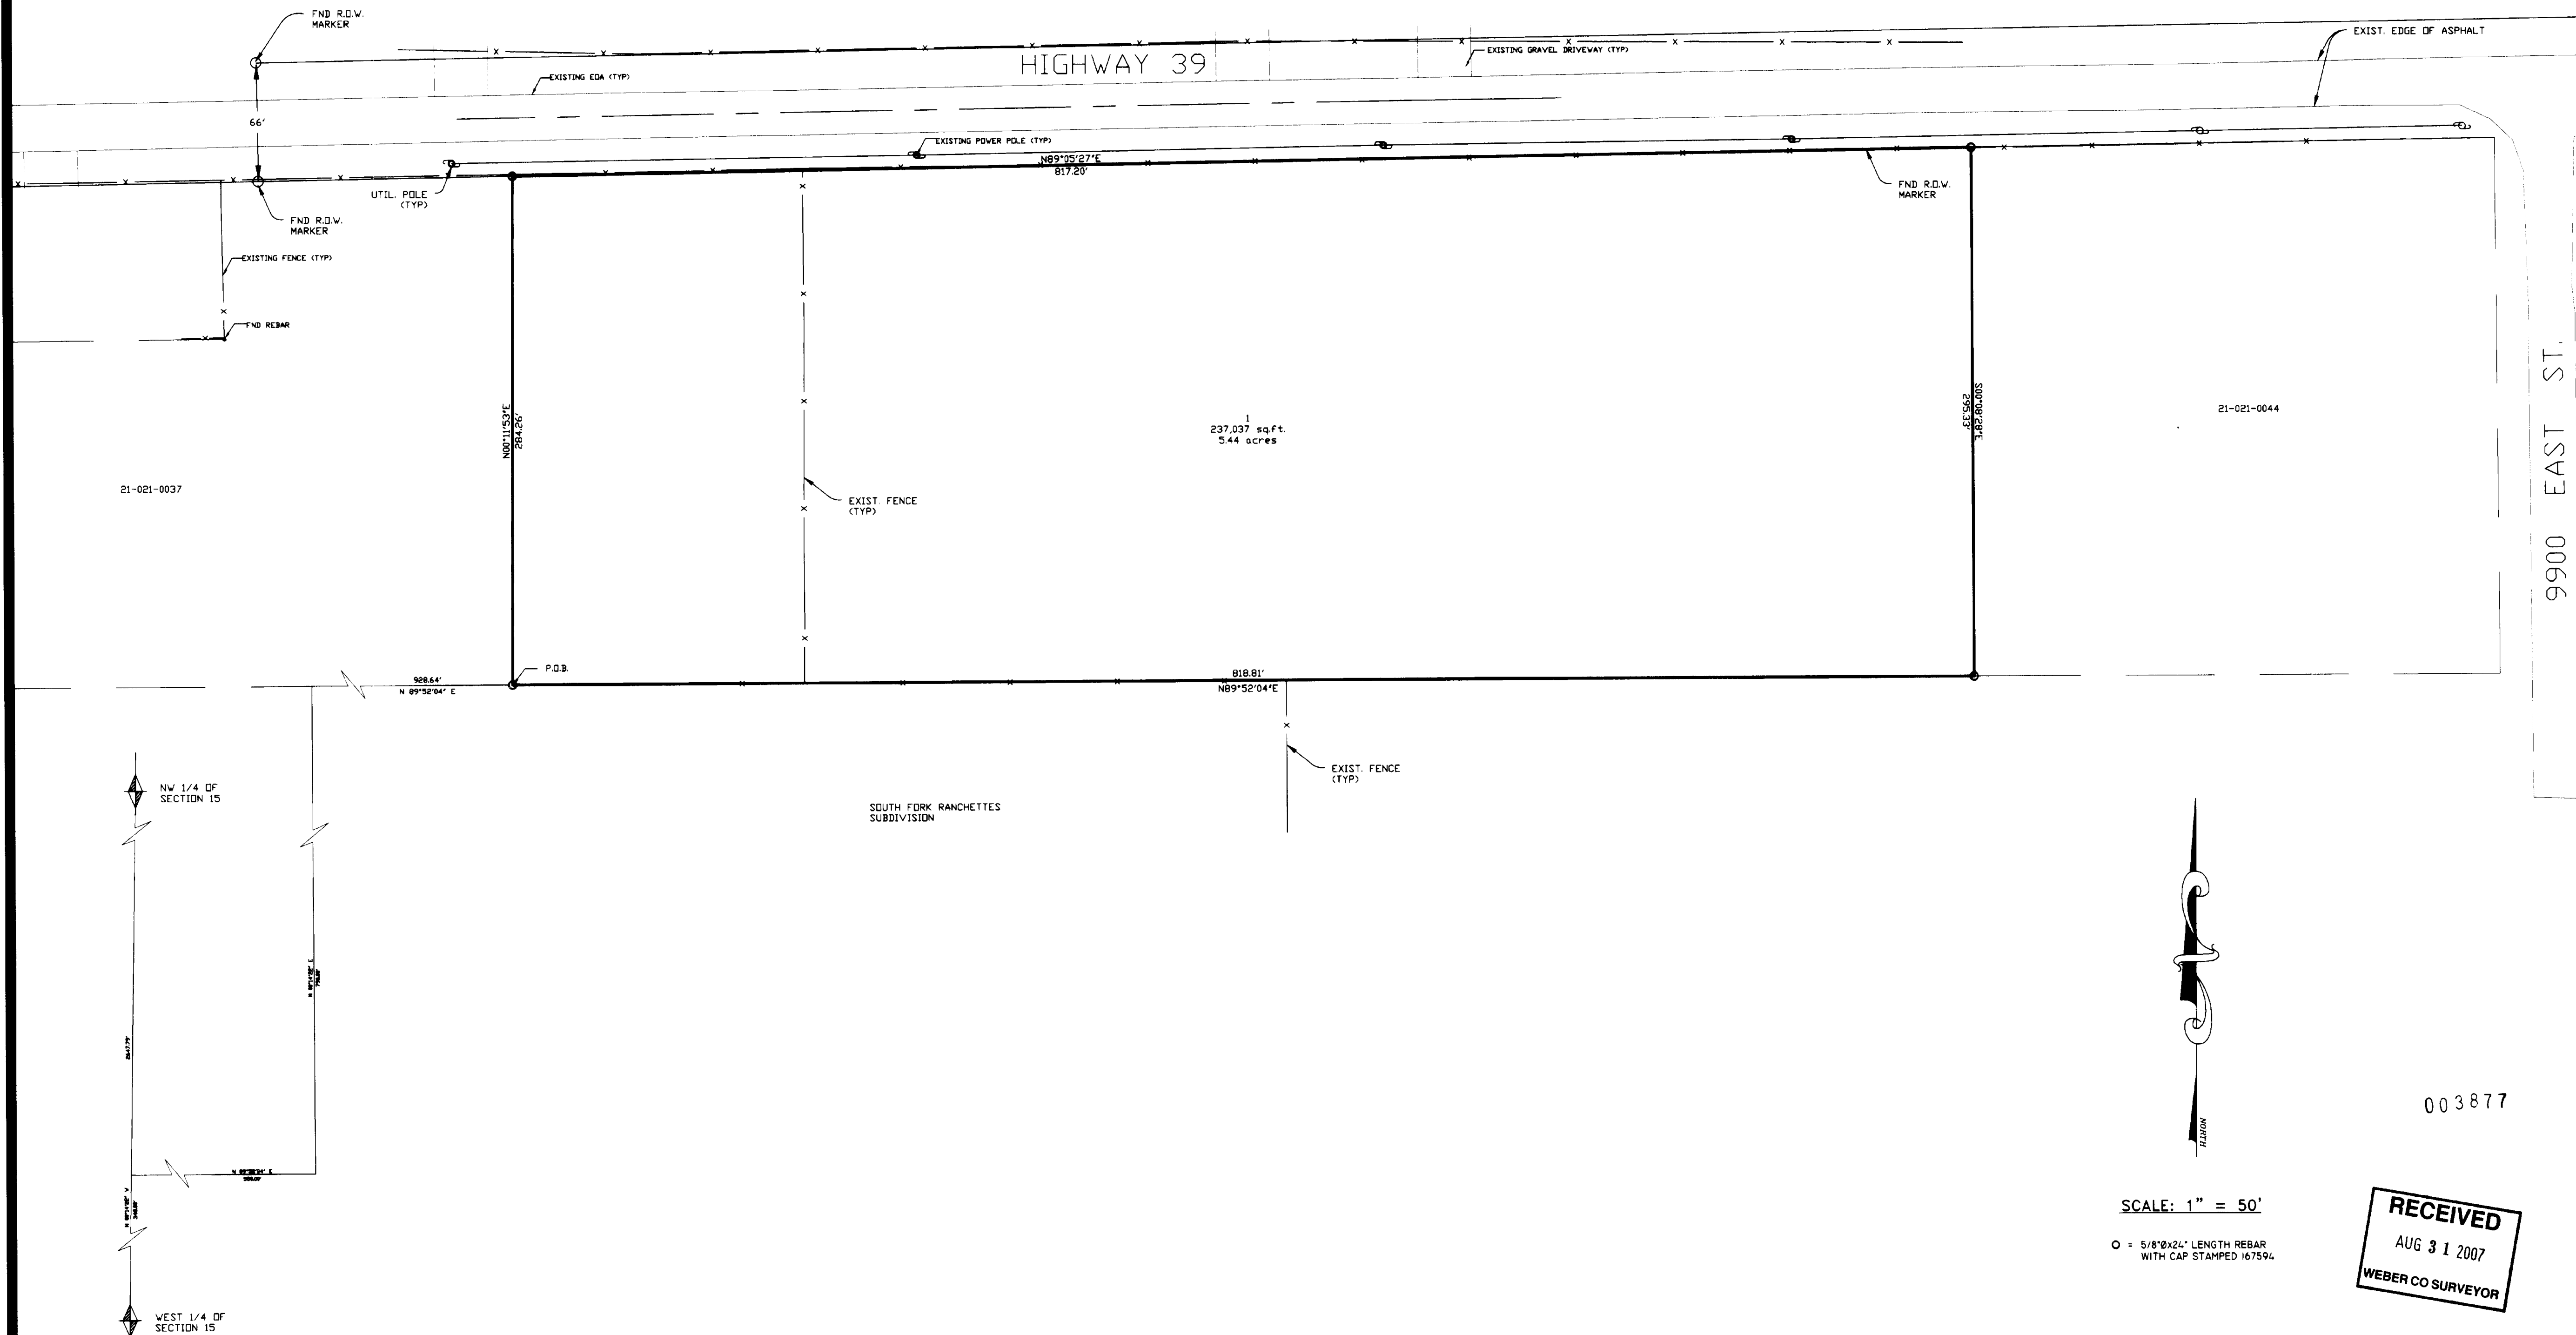 FND R.O.W.
MARKER
EXIST. EDGE OF ASPHALT
EXISTING GRAVEL DRIVEWAY (TYP)
HIGHWAY 39
EXISTING EOA (TYP)
66'
EXISTING POWER POLE (TYP)
N89°05'27"E
817.20'
UTIL. POLE
(TYP)
FND R.O.W.
MARKER
FND R.O.W.
MARKER
EXISTING FENCE (TYP)
FND REBAR
N00°11'53"E
284.26'
1
237,037 sq.ft.
5.44 acres
S00°08'28"E
295.33'
21-021-0044
9900 EAST ST.
21-021-0037
EXIST. FENCE
(TYP)
P.O.B.
928.64'
N 89°52'04" E
818.81'
N89°52'04"E
EXIST. FENCE
(TYP)
NW 1/4 OF
SECTION 15
SOUTH FORK RANCHETTES
SUBDIVISION
2647.79'
NORTH
003877
SCALE: 1" = 50'
O = 5/8"Øx24" LENGTH REBAR
WITH CAP STAMPED 167594
RECEIVED
AUG 31 2007
WEBER CO SURVEYOR
WEST 1/4 OF
SECTION 15